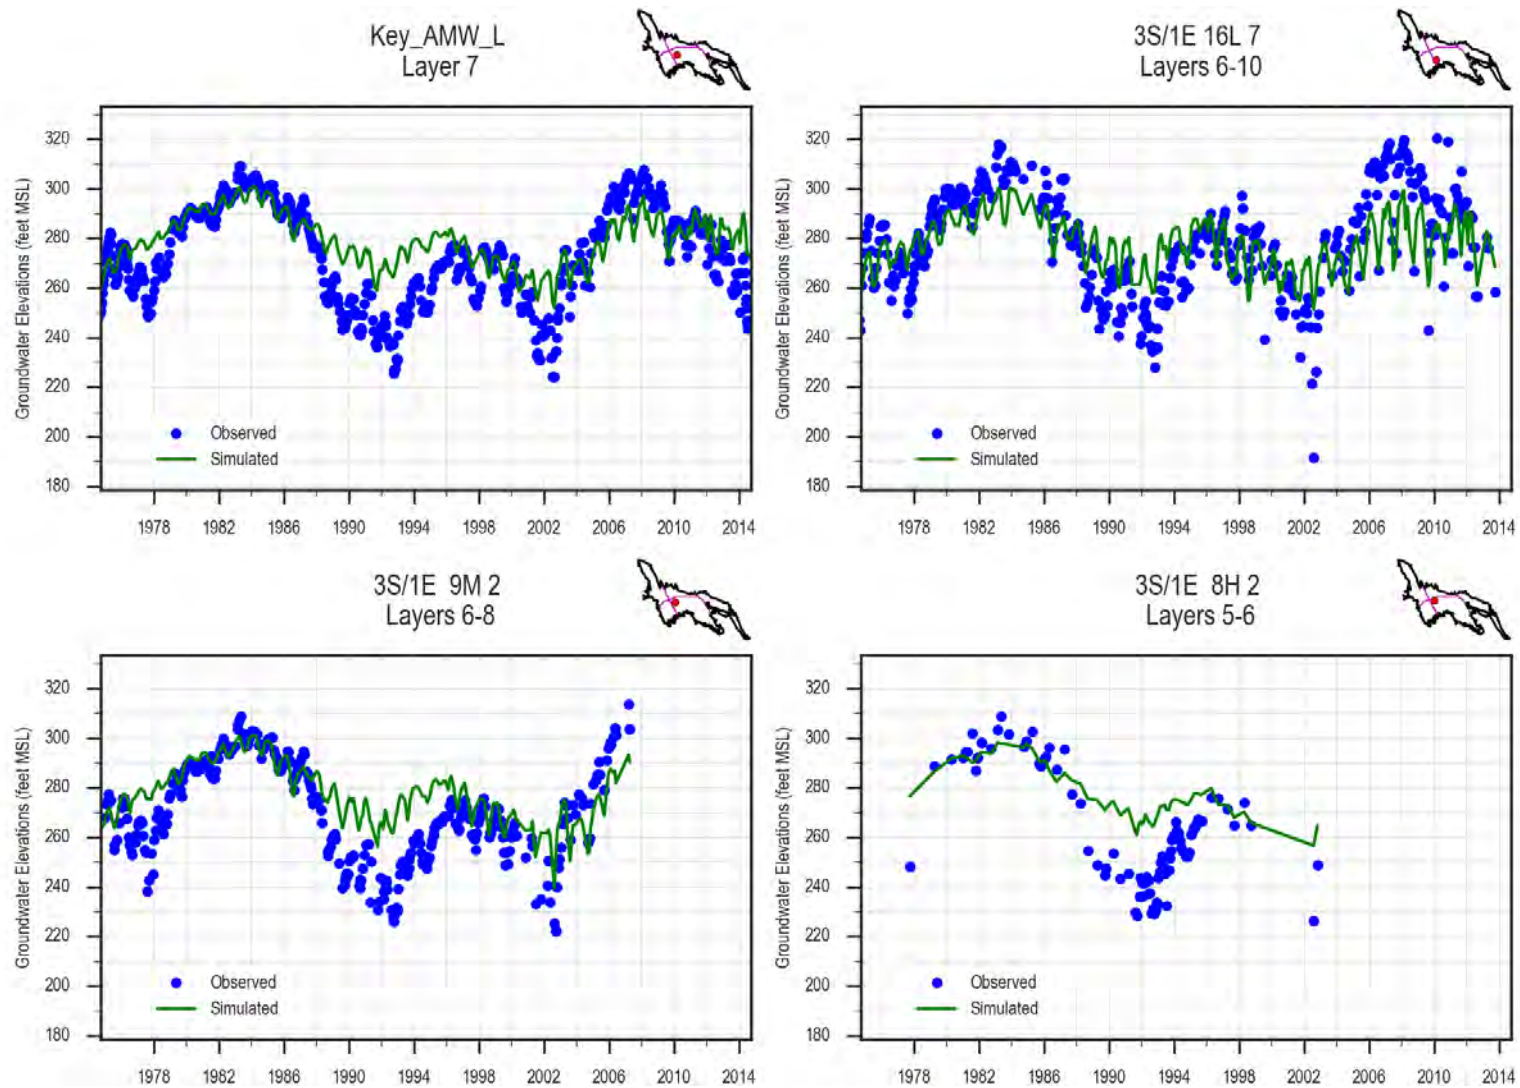 Key_AMW_L
Layer 7
Groundwater Elevations (feet MSL)
320
300
280
260
240
220
200
180
Observed
Simulated
1978 1982 1986 1990 1994 1998 2002 2006 2010 2014
3S/1E 16L 7
Layers 6-10
Groundwater Elevations (feet MSL)
320
300
280
260
240
220
200
180
Observed
Simulated
1978 1982 1986 1990 1994 1998 2002 2006 2010 2014
3S/1E 9M 2
Layers 6-8
Groundwater Elevations (feet MSL)
320
300
280
260
240
220
200
180
Observed
Simulated
1978 1982 1986 1990 1994 1998 2002 2006 2010 2014
3S/1E 8H 2
Layers 5-6
Groundwater Elevations (feet MSL)
320
300
280
260
240
220
200
180
Observed
Simulated
1978 1982 1986 1990 1994 1998 2002 2006 2010 2014